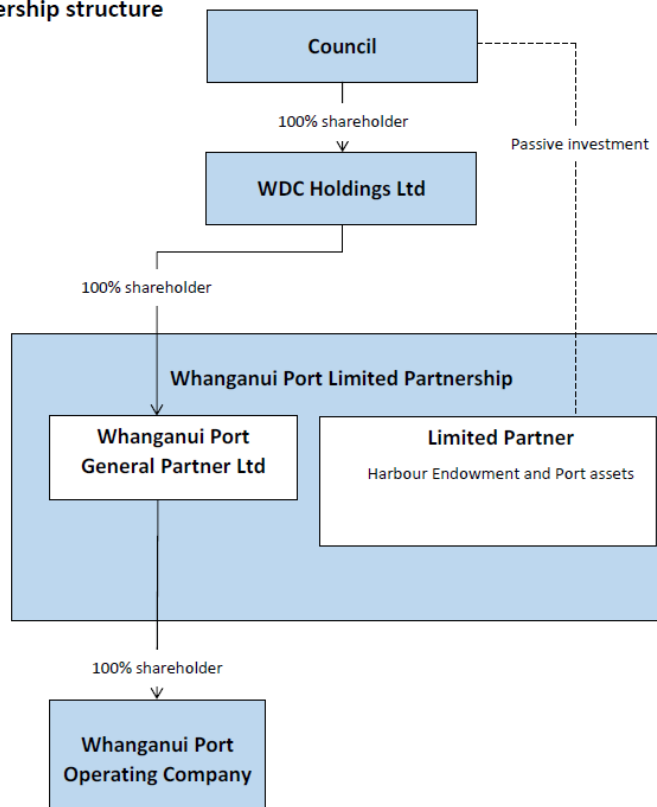 ership structure
Council
100% shareholder
Passive investment
WDC Holdings Ltd
100% shareholder
Whanganui Port Limited Partnership
Whanganui Port
General Partner Ltd
Limited Partner
Harbour Endowment and Port assets
100% shareholder
Whanganui Port
Operating Company